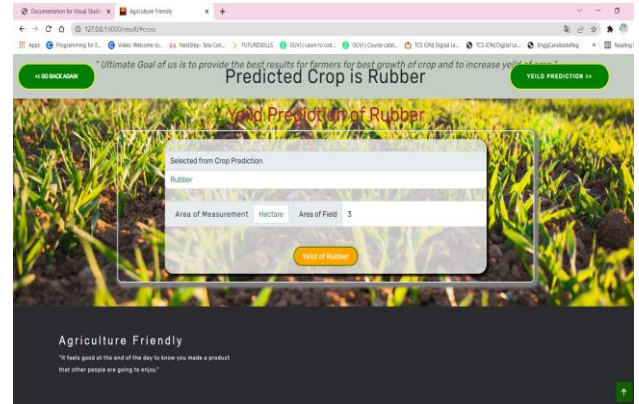 Documentation for Visual Studio
Agriculture Friendly
127.0.0.1:8000/result/#cross
Apps
Programming for E...
Video: Welcome to...
NextStep- Tata Con...
FUTURESKILLS
GUVI | Learn to cod...
GUVI | Course catal...
TCS iON|Digital Le...
TCS iON|Digital Le...
EnggCandidateReg
Reading
"Ultimate Goal of us is to provide the best results for farmers for best growth of crop and to increase yeild of crop."
<< GO BACK AGAIN
Predicted Crop is Rubber
YEILD PREDICTION >>
Yeild Prediction of Rubber
Selected from Crop Prediction
Rubber
Area of Measurement Hectare Area of Field 3
Yeild of Rubber
Agriculture Friendly
"It feels good at the end of the day to know you made a product
that other people are going to enjoy."